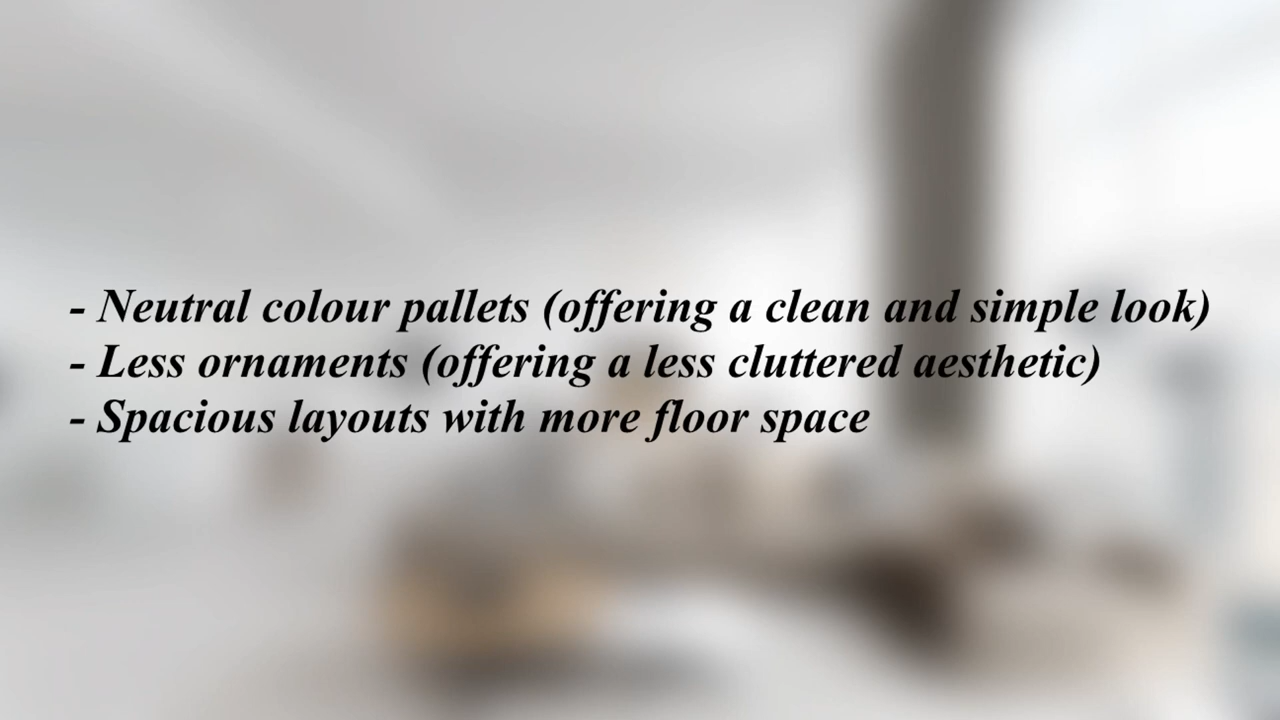 - Neutral colour pallets (offering a clean and simple look)
- Less ornaments (offering a less cluttered aesthetic)
- Spacious layouts with more floor space